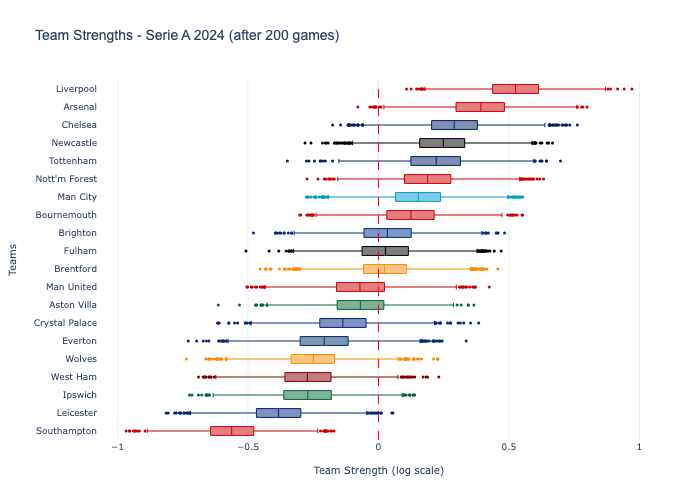 Team Strengths - Serie A 2024 (after 200 games)
Liverpool
Arsenal
Chelsea
Newcastle
Tottenham
Nott'm Forest
Man City
Bournemouth
Brighton
Fulham
Brentford
Man United
Aston Villa
Crystal Palace
Everton
Wolves
West Ham
Ipswich
Leicester
Southampton
Teams
−1
−0.5
0
0.5
1
Team Strength (log scale)